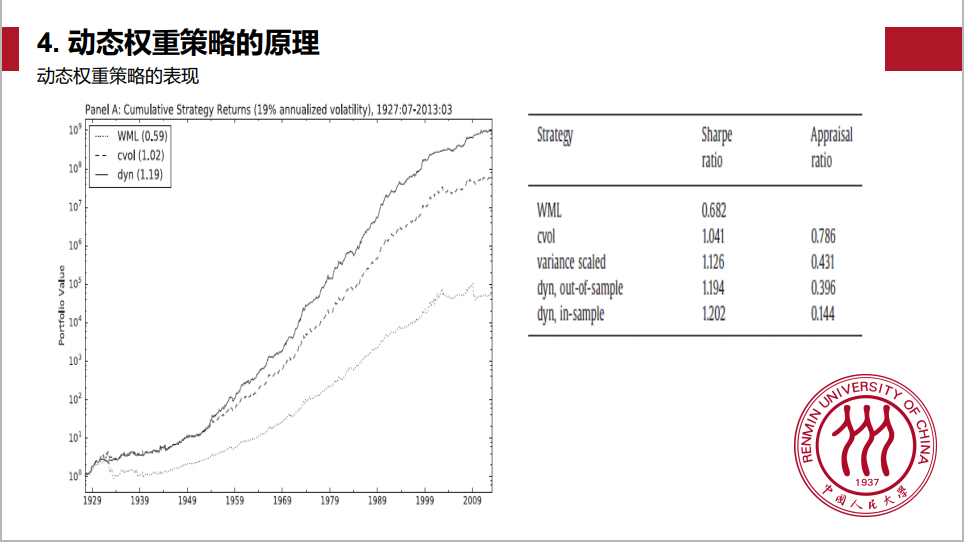 4. 动态权重策略的原理
动态权重策略的表现
Panel A: Cumulative Strategy Returns (19% annualized volatility), 1927:07-2013:03
WML (0.59)
cvol (1.02)
dyn (1.19)
Portfolio Value
10^9
10^8
10^7
10^6
10^5
10^4
10^3
10^2
10^1
10^0
1929 1939 1949 1959 1969 1979 1989 1999 2009
Strategy Sharpe ratio Appraisal ratio
WML 0.682
cvol 1.041 0.786
variance scaled 1.126 0.431
dyn, out-of-sample 1.194 0.396
dyn, in-sample 1.202 0.144
RENMIN UNIVERSITY OF CHINA
1937
中国人民大学